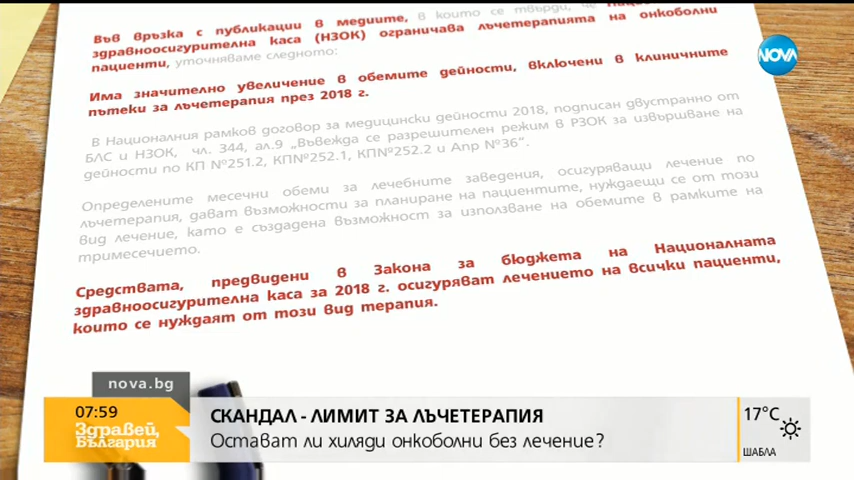 Във връзка с публикации в медиите, в които се твърди, че
здравноосигурителна каса (НЗОК) ограничава лъчетерапията на онкоболни
пациенти, уточняваме следното:
Има значително увеличение в обемите дейности, включени в клиничните
пътеки за лъчетерапия през 2018 г.
В Националния рамков договор за медицински дейности 2018, подписан двустранно от
БЛС и НЗОК, чл. 344, ал.9 „Въвежда се разрешителен режим в РЗОК за извършване на
дейности по КП №251.2, КП№252.1, КП№252.2 и Апр №36“.
Определените месечни обеми за лечебните заведения, осигуряващи лечение по
лъчетерапия, дават възможности за планиране на пациентите, нуждаещи се от този
вид лечение, като е създадена възможност за използване на обемите в рамките на
тримесечието.
Средствата, предвидени в Закона за бюджета на Националната
здравноосигурителна каса за 2018 г. осигуряват лечението на всички пациенти,
които се нуждаят от този вид терапия.
NOVA
nova.bg
07:59
Здравей,
България
СКАНДАЛ - ЛИМИТ ЗА ЛЪЧЕТЕРАПИЯ
Остават ли хиляди онкоболни без лечение?
17°C
ШАБЛА